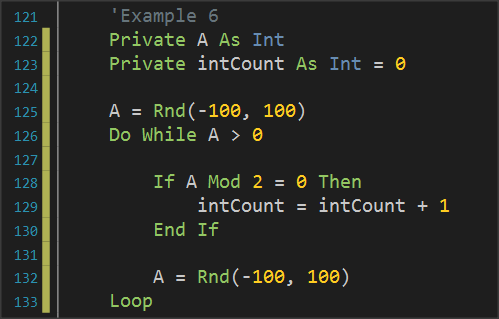 121 'Example 6
122 Private A As Int
123 Private intCount As Int = 0
124
125 A = Rnd(-100, 100)
126 Do While A > 0
127
128 If A Mod 2 = 0 Then
129 intCount = intCount + 1
130 End If
131
132 A = Rnd(-100, 100)
133 Loop